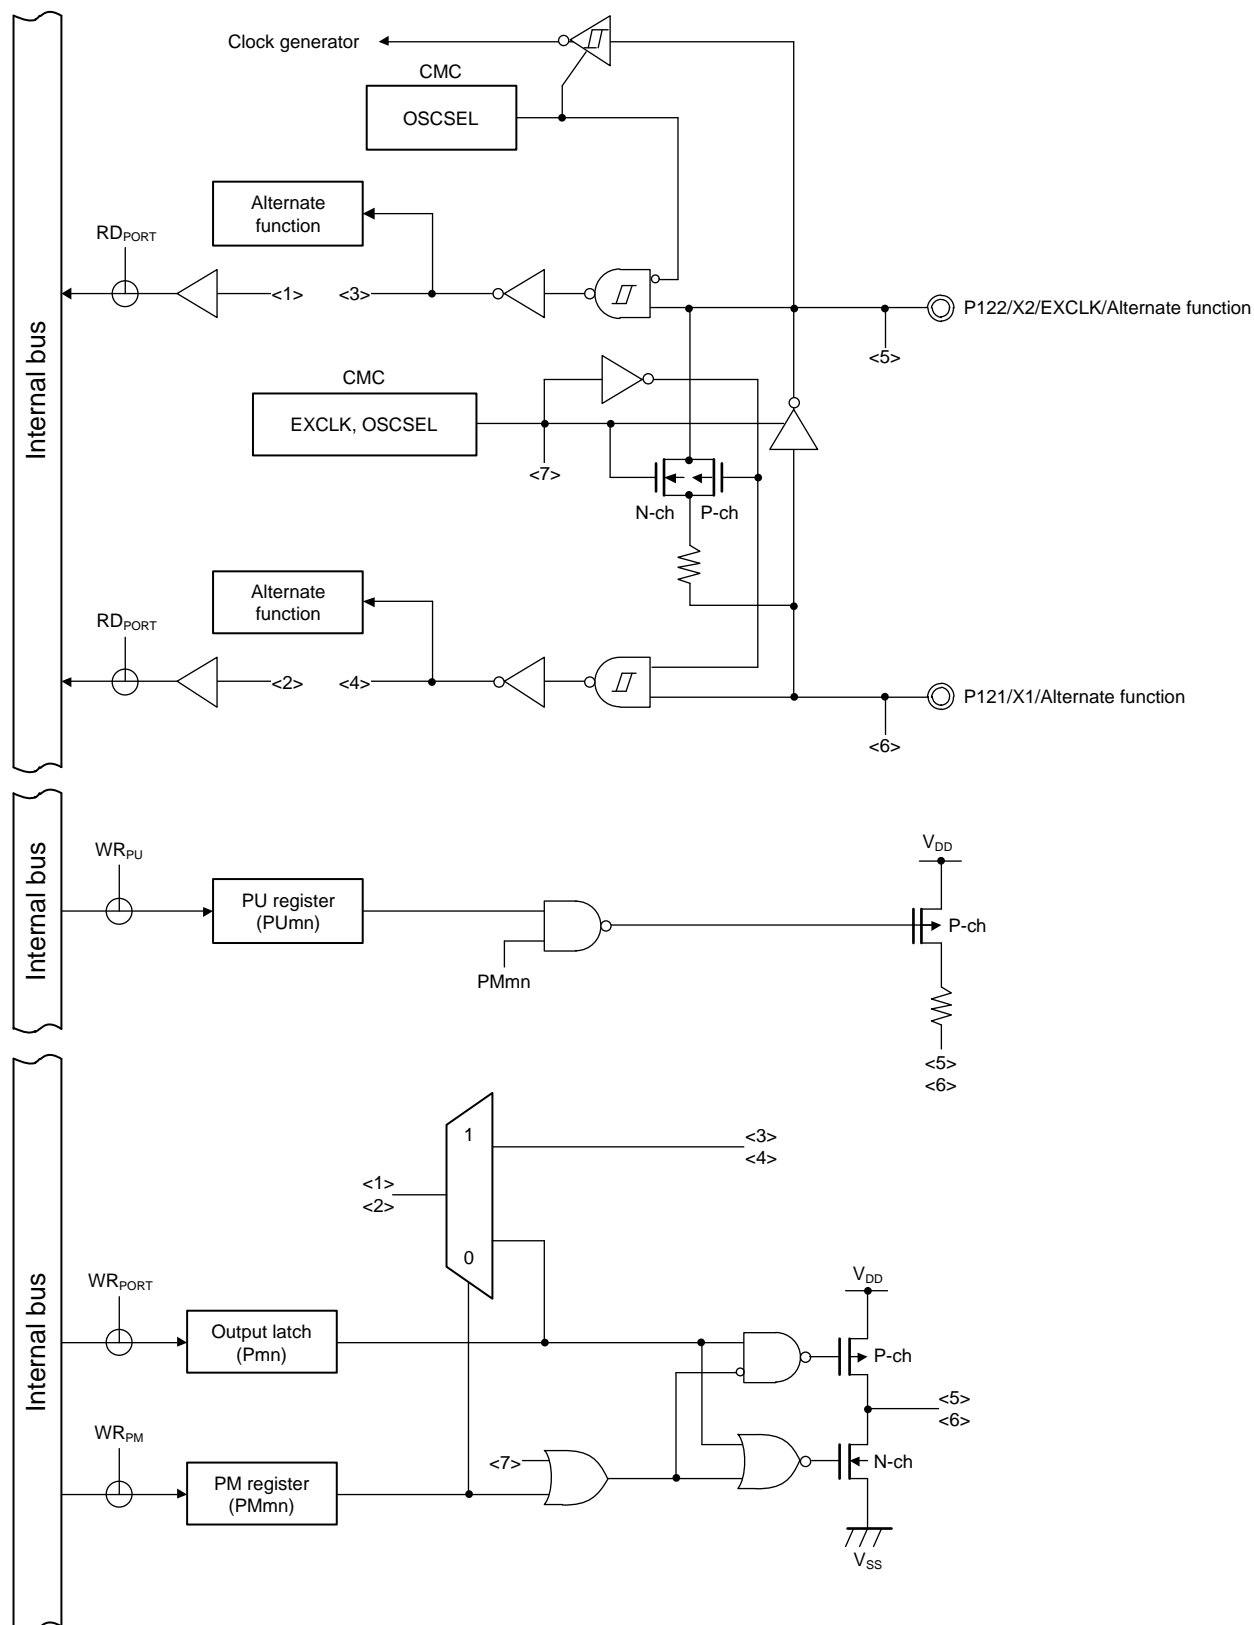 Clock generator
CMC
OSCSEL
Alternate
function
RDPORT
<1>
<3>
P122/X2/EXCLK/Alternate function
<5>
CMC
EXCLK, OSCSEL
<7>
N-ch
P-ch
Internal bus
Alternate
function
RDPORT
<2>
<4>
P121/X1/Alternate function
<6>
Internal bus
WRPU
PU register
(PUmn)
PMmn
VDD
P-ch
<5>
<6>
1
<3>
<4>
<1>
<2>
0
Internal bus
WRPORT
Output latch
(Pmn)
VDD
P-ch
<5>
<6>
WRPM
PM register
(PMmn)
<7>
N-ch
VSS